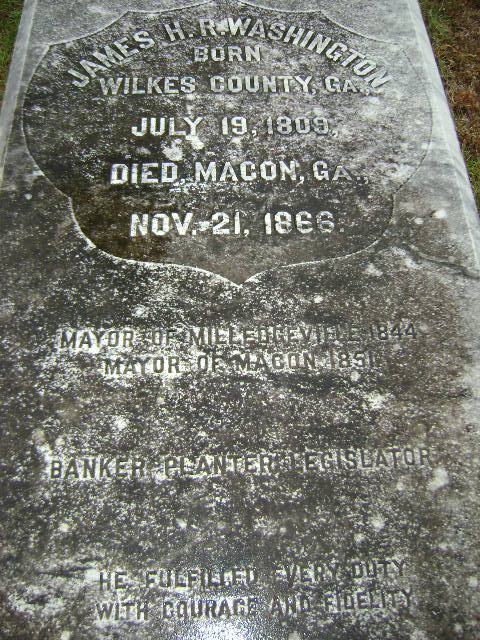 JAMES H. R. WASHINGTON
BORN
WILKES COUNTY, GA.,
JULY 19, 1809,
DIED, MACON, GA.,
NOV. 21, 1866.
MAYOR OF MILLEDGEVILLE 1844
MAYOR OF MACON 1851
BANKER-PLANTER-LEGISLATOR
HE FULFILLED EVERY DUTY
WITH COURAGE AND FIDELITY